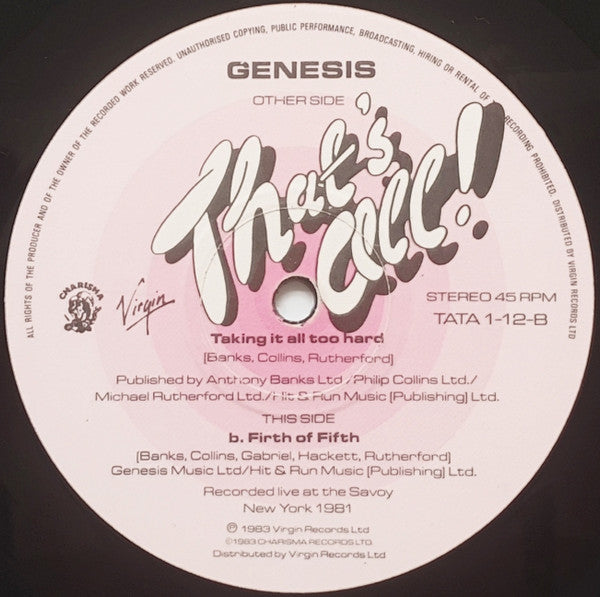 ALL RIGHTS OF THE PRODUCER AND OF THE OWNER OF THE RECORDED WORK RESERVED. UNAUTHORISED COPYING, PUBLIC PERFORMANCE, BROADCASTING, HIRING OR RENTAL OF RECORDING PROHIBITED. DISTRIBUTED BY VIRGIN RECORDS LTD
GENESIS
OTHER SIDE
That's
all!
CHARISMA
Virgin
STEREO 45 RPM
TATA 1-12-B
Taking it all too hard
[Banks, Collins, Rutherford]
Published by Anthony Banks Ltd./Philip Collins Ltd./
Michael Rutherford Ltd./Hit & Run Music [Publishing] Ltd.
THIS SIDE
b. Firth of Fifth
[Banks, Collins, Gabriel, Hackett, Rutherford]
Genesis Music Ltd/Hit & Run Music [Publishing] Ltd.
Recorded live at the Savoy
New York 1981
℗ 1983 Virgin Records Ltd
©1983 CHARISMA RECORDS LTD.
Distributed by Virgin Records Ltd